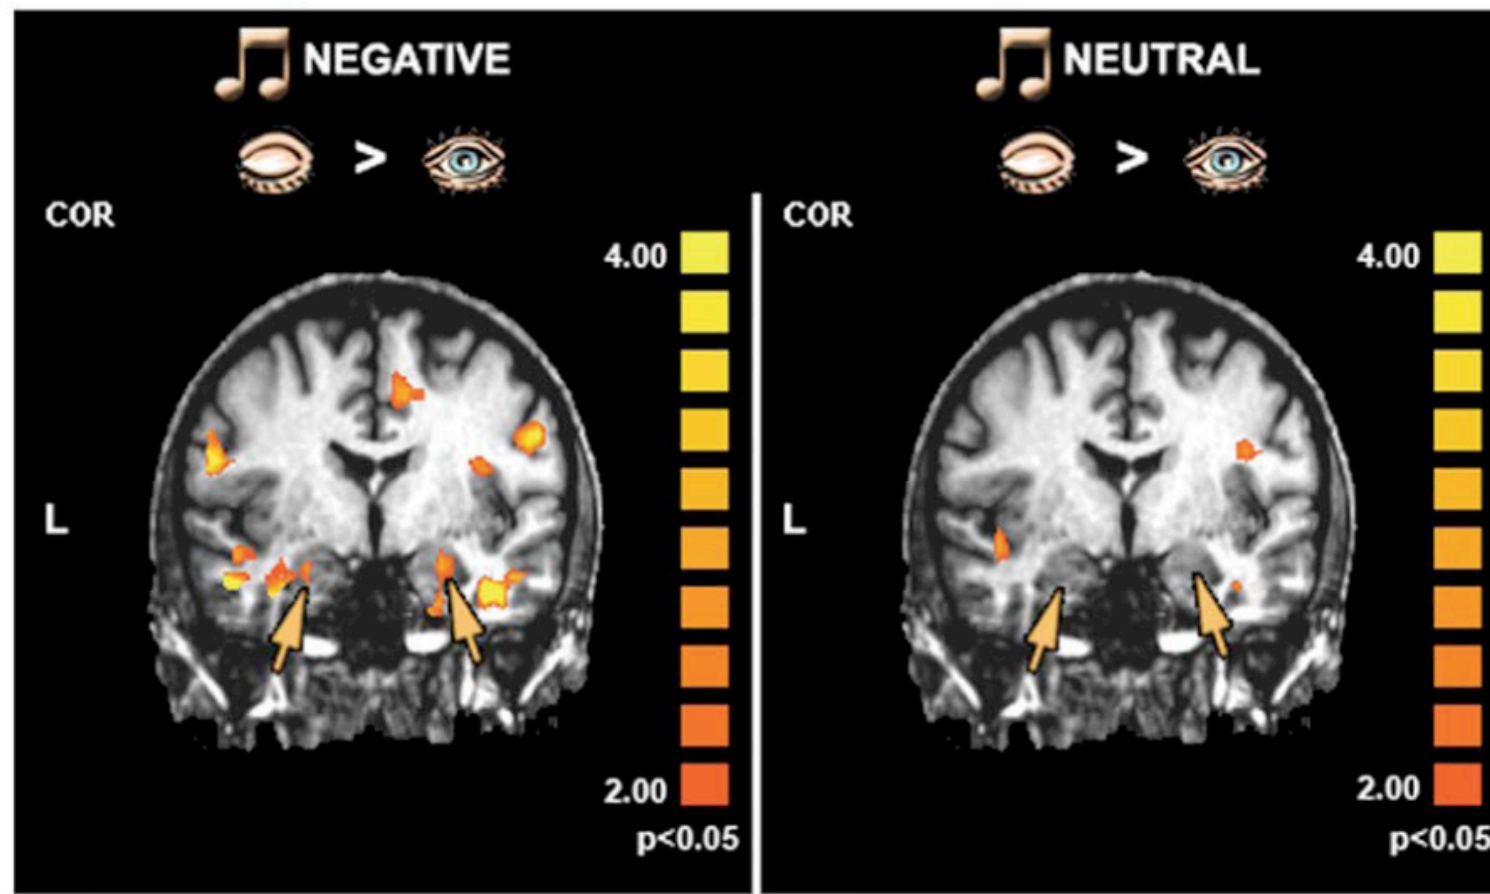 NEGATIVE
>
COR
4.00
L
2.00
p<0.05
NEUTRAL
>
COR
4.00
L
2.00
p<0.05